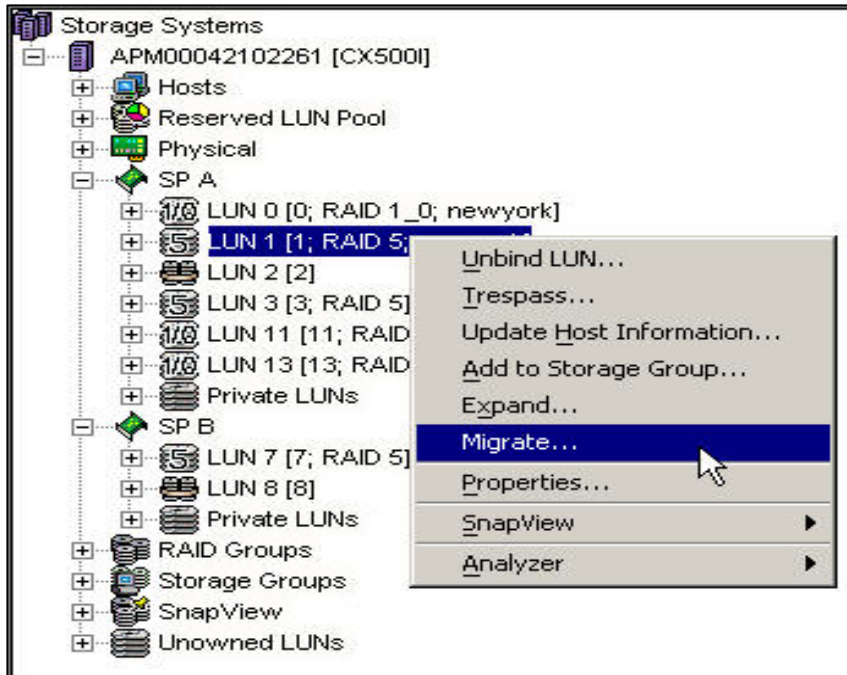 Storage Systems
APM00042102261 [CX500I]
Hosts
Reserved LUN Pool
Physical
SP A
LUN 0 [0; RAID 1_0; newyork]
LUN 1 [1; RAID 5;
LUN 2 [2]
LUN 3 [3; RAID 5]
LUN 11 [11; RAID
LUN 13 [13; RAID
Private LUNs
SP B
LUN 7 [7; RAID 5]
LUN 8 [8]
Private LUNs
RAID Groups
Storage Groups
SnapView
Unowned LUNs
Unbind LUN...
Trespass...
Update Host Information...
Add to Storage Group...
Expand...
Migrate...
Properties...
SnapView
Analyzer